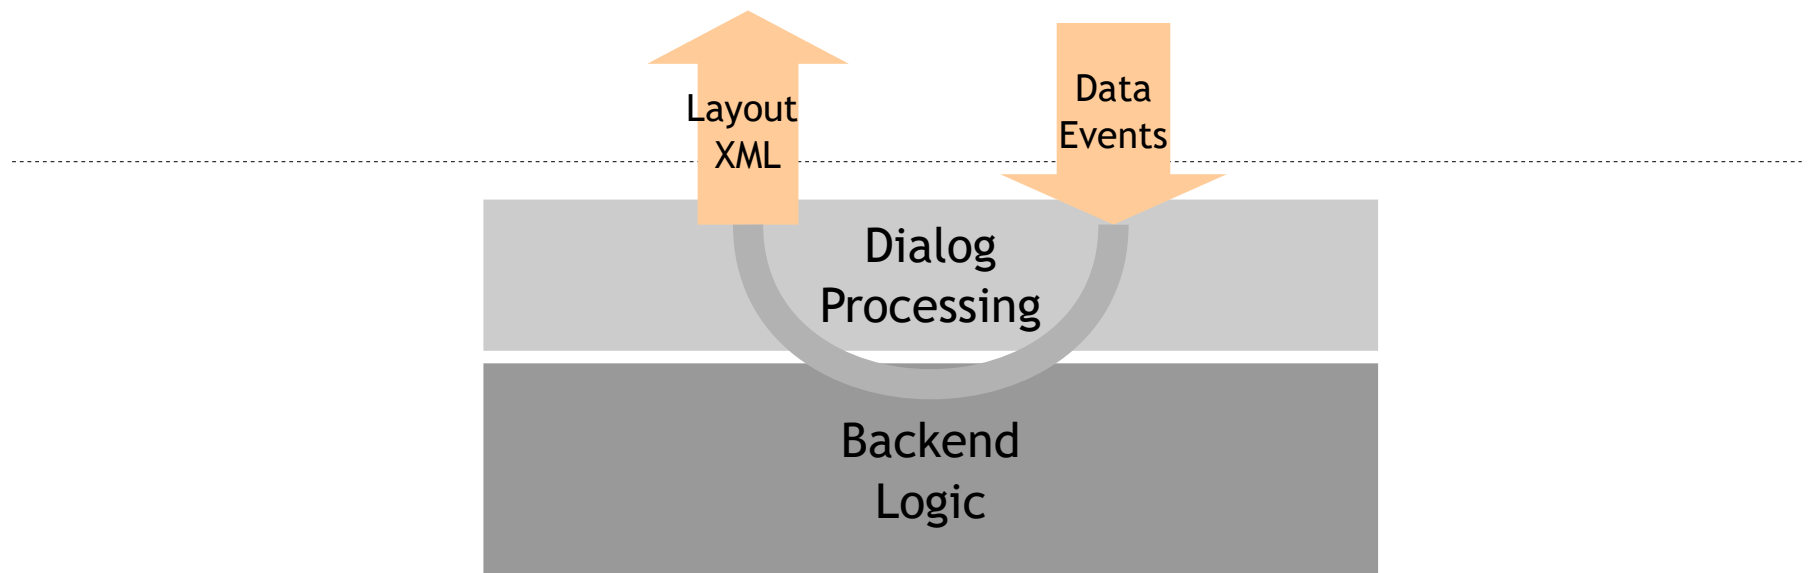 Layout
XML
Data
Events
Dialog
Processing
Backend
Logic